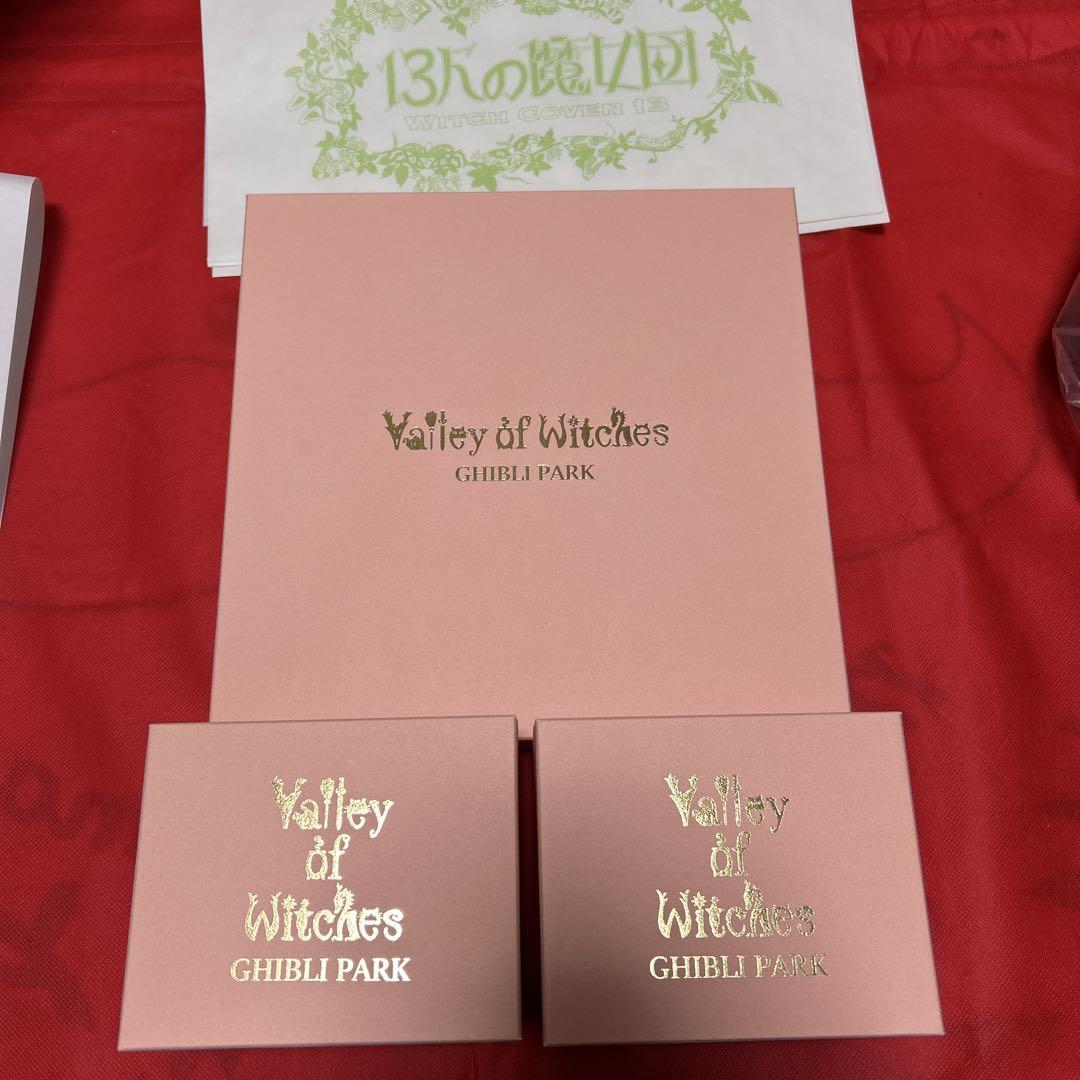 13人の魔女団
WITCH COVEN 13
Valley of Witches
GHIBLI PARK
Valley
of
Witches
GHIBLI PARK
Valley
of
Witches
GHIBLI PARK